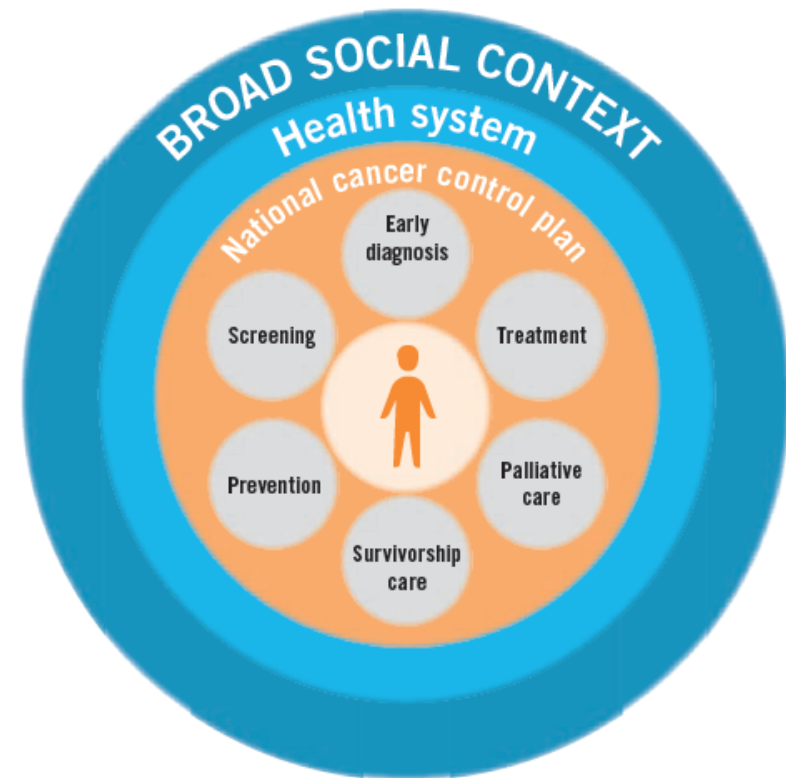 BROAD SOCIAL CONTEXT
Health system
National cancer control plan
Early
diagnosis
Screening
Treatment
Prevention
Palliative
care
Survivorship
care